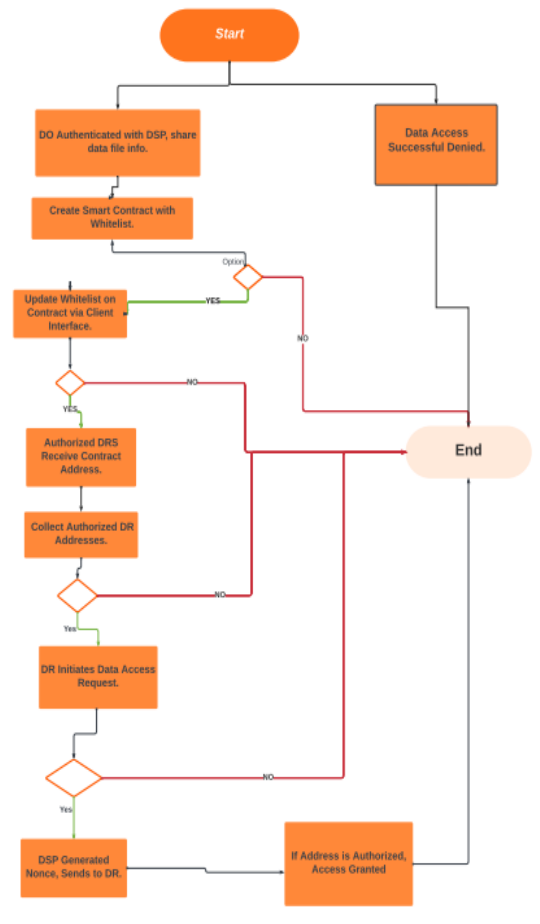 Start
DO Authenticated with DSP, share
data file info.
Data Access
Successful Denied.
Create Smart Contract with
Whitelist.
Option
YES
Update Whitelist on
Contract via Client
Interface.
NO
NO
YES
Authorized DRS
Receive Contract
Address.
End
Collect Authorized DR
Addresses.
NO
Yes
DR Initiates Data Access
Request.
NO
Yes
DSP Generated
Nonce, Sends to DR.
If Address is Authorized,
Access Granted